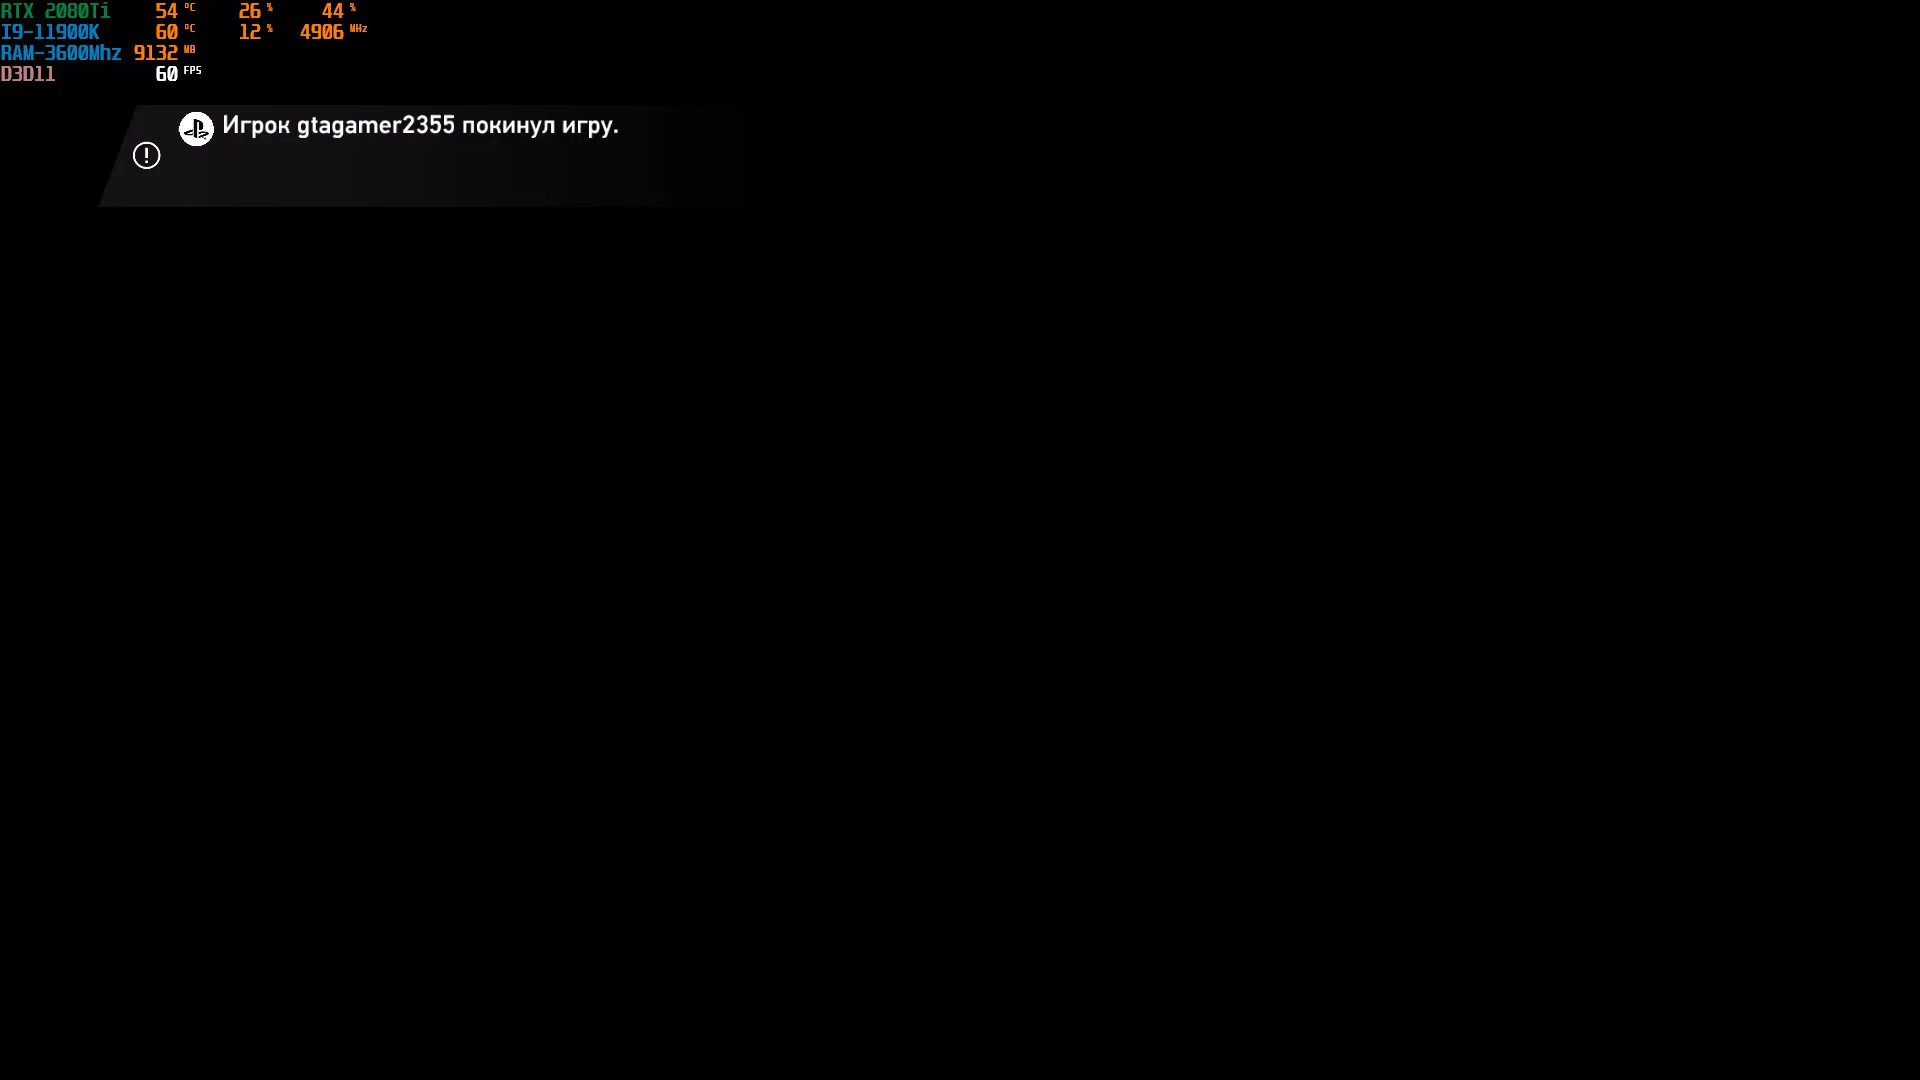 RTX 2080Ti 54 °C 26 % 44 %
I9-11900K 60 °C 12 % 4906 MHz
RAM-3600Mhz 9132 MB
D3D11 60 FPS
Игрок gtagamer2355 покинул игру.